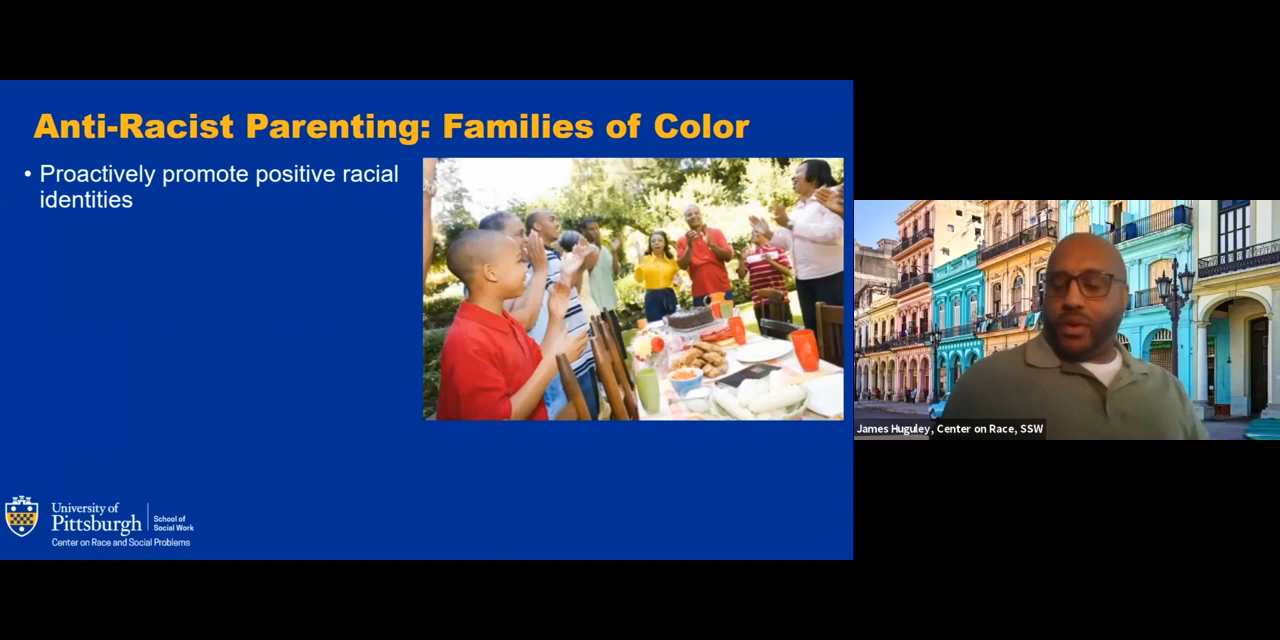 Anti-Racist Parenting: Families of Color
• Proactively promote positive racial
identities
University of
Pittsburgh
School of
Social Work
Center on Race and Social Problems
James Huguley, Center on Race, SSW